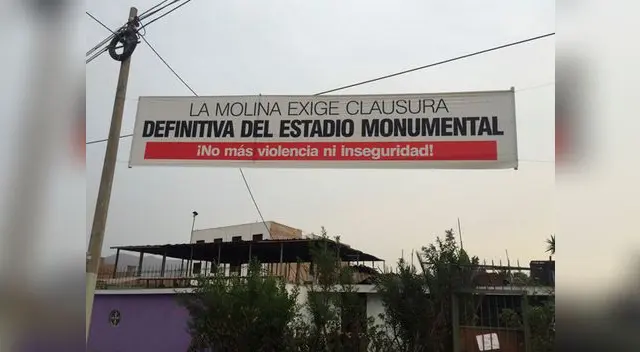 LA MOLINA EXIGE CLAUSURA
DEFINITIVA DEL ESTADIO MONUMENTAL
¡No más violencia ni inseguridad!